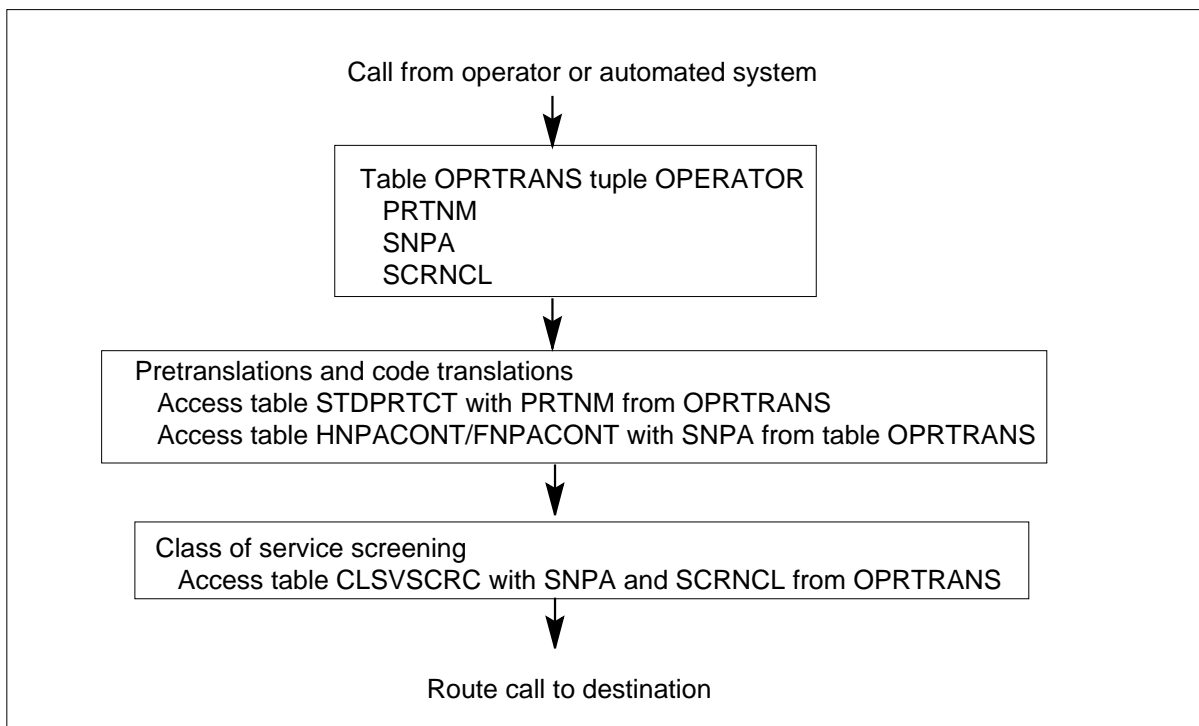 Call from operator or automated system
Table OPRTRANS tuple OPERATOR
PRTNM
SNPA
SCRNCL
Pretranslations and code translations
Access table STDPRTCT with PRTNM from OPRTRANS
Access table HNPACONT/FNPACONT with SNPA from table OPRTRANS
Class of service screening
Access table CLSVSCRC with SNPA and SCRNCL from OPRTRANS
Route call to destination